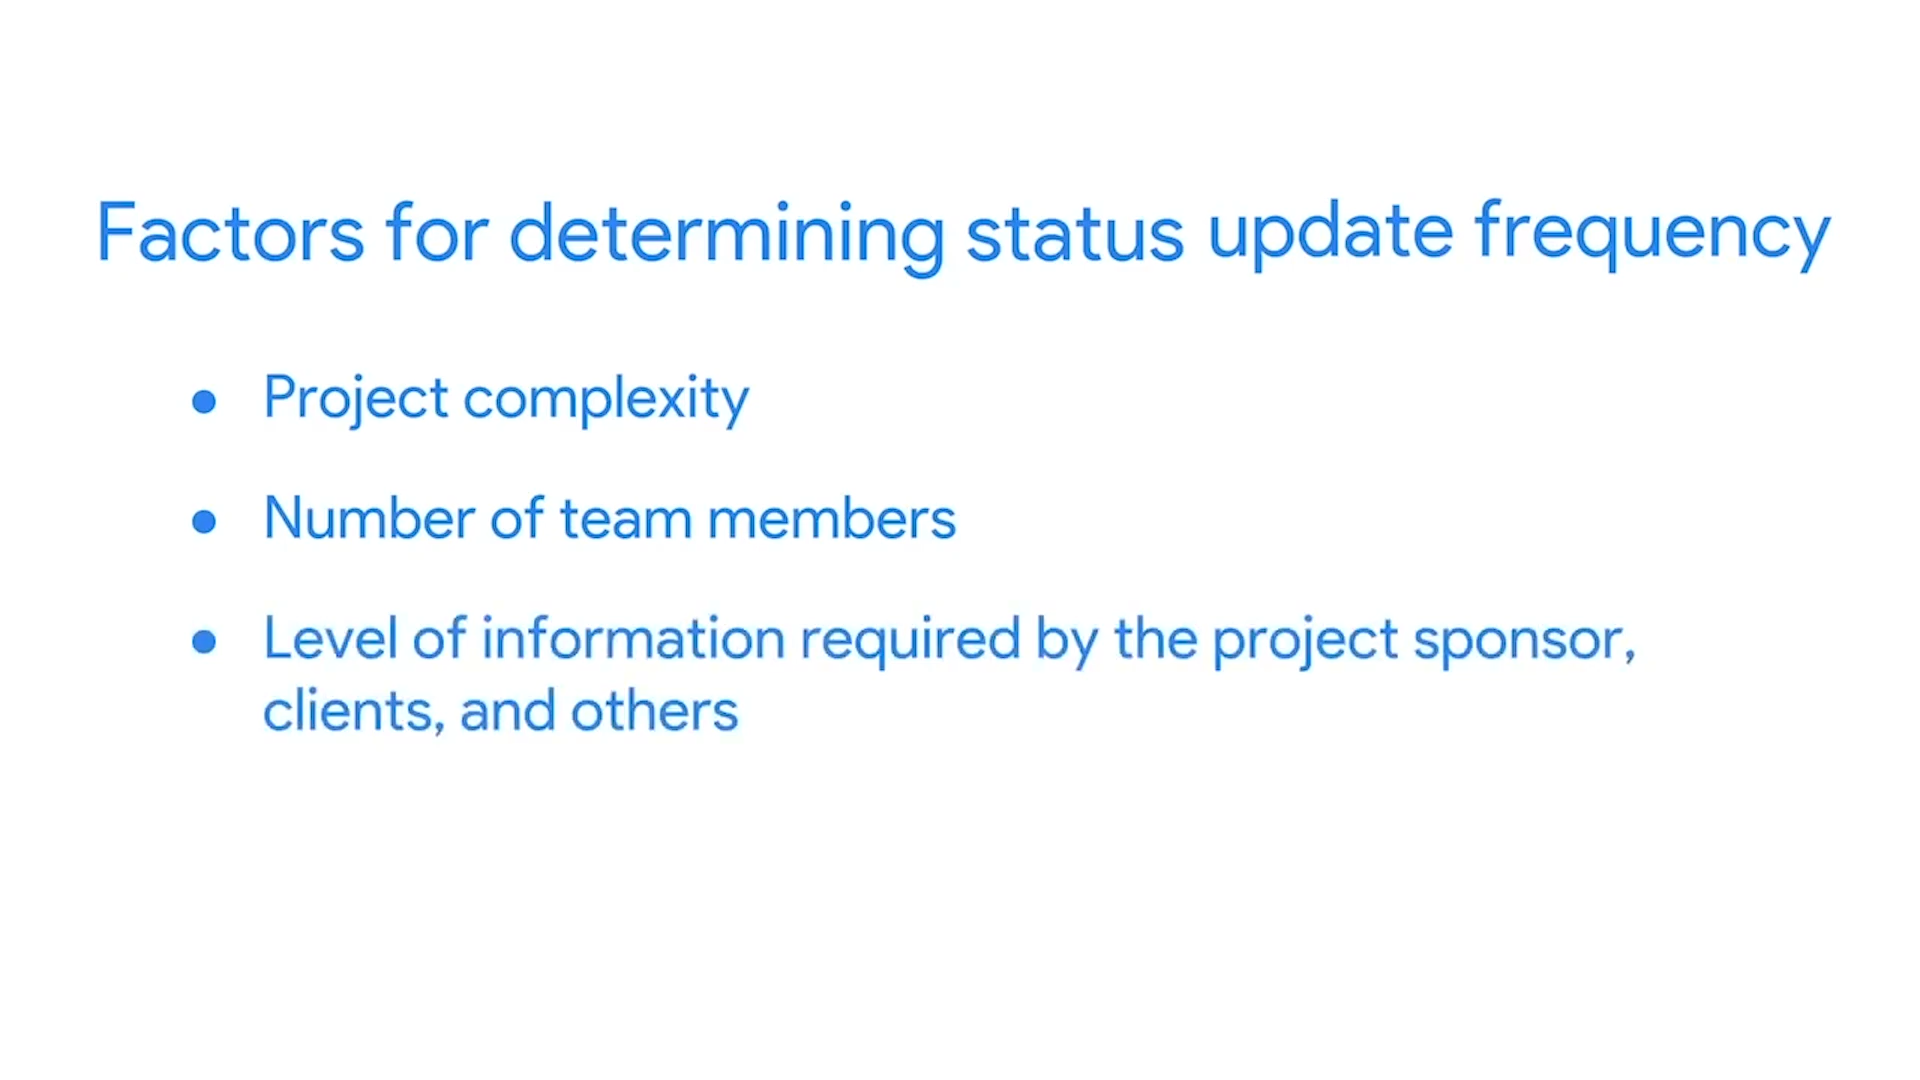 Factors for determining status update frequency
● Project complexity
● Number of team members
● Level of information required by the project sponsor,
clients, and others